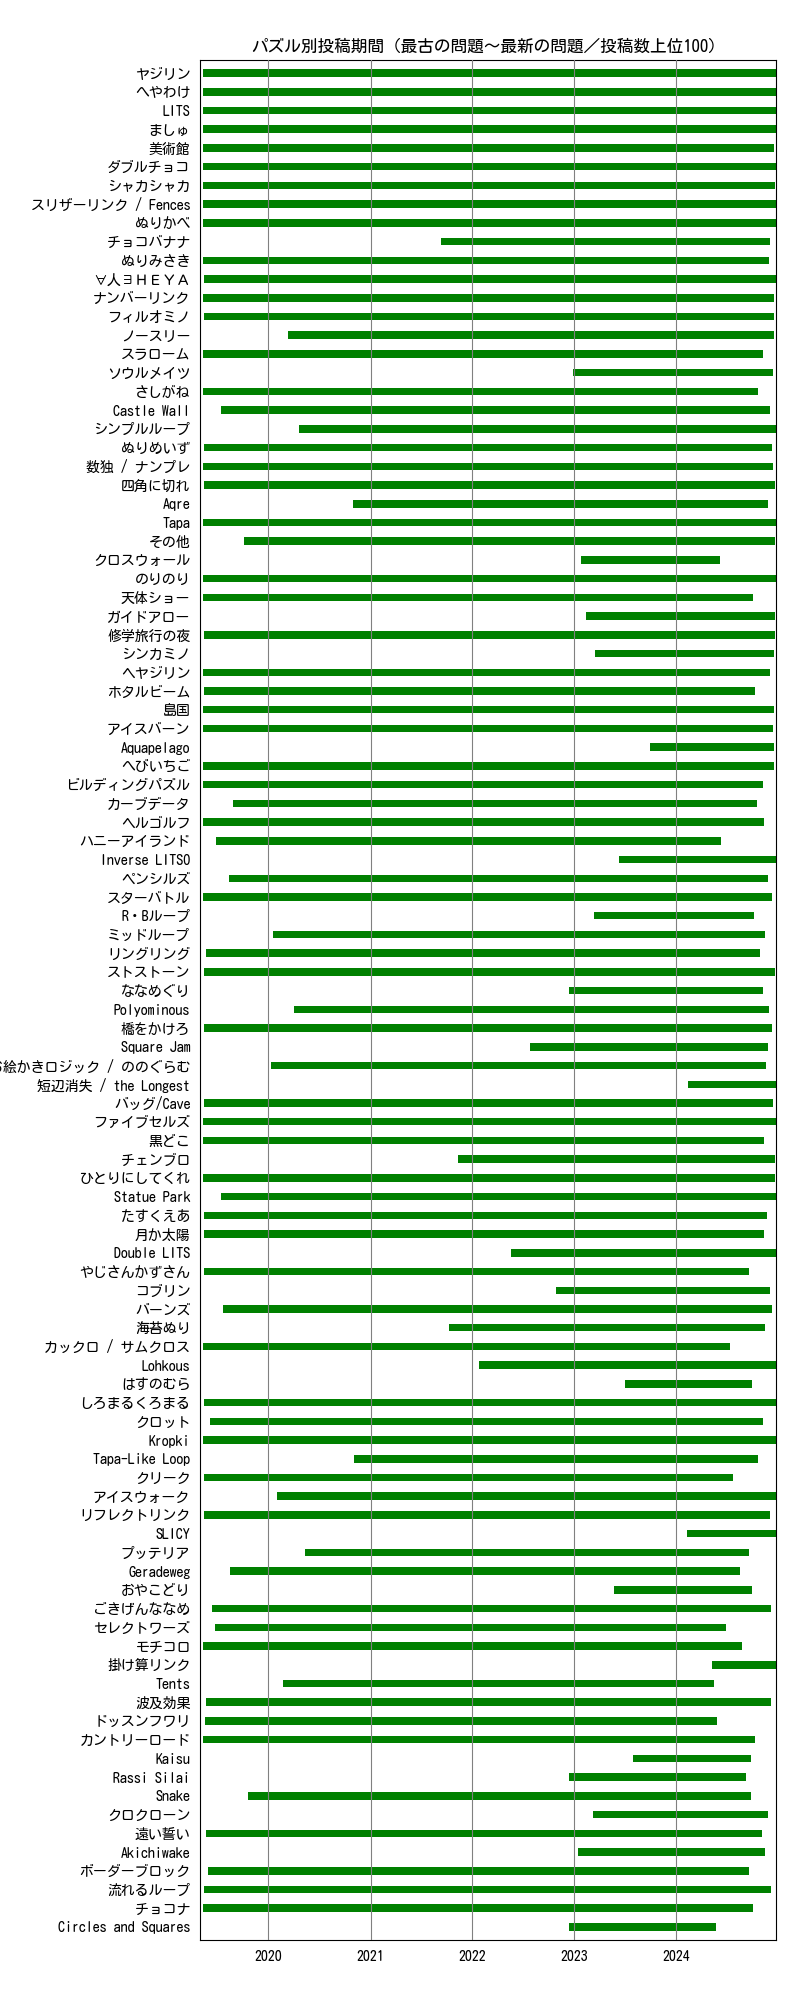 パズル別投稿期間（最古の問題～最新の問題／投稿数上位100）
ヤジリン
へやわけ
LITS
ましゅ
美術館
ダブルチョコ
シャカシャカ
スリザーリンク / Fences
ぬりかべ
チョコバナナ
ぬりみさき
∀人∃ＨＥＹＡ
ナンバーリンク
フィルオミノ
ノースリー
スラローム
ソウルメイツ
さしがね
Castle Wall
シンプルループ
ぬりめいず
数独 / ナンプレ
四角に切れ
Aqre
Tapa
その他
クロスウォール
のりのり
天体ショー
ガイドアロー
修学旅行の夜
シンカミノ
ヘヤジリン
ホタルビーム
島国
アイスバーン
Aquapelago
へびいちご
ビルディングパズル
カーブデータ
ヘルゴルフ
ハニーアイランド
Inverse LITSO
ペンシルズ
スターバトル
R・Bループ
ミッドループ
リングリング
ストストーン
ななめぐり
Polyominous
橋をかけろ
Square Jam
絵かきロジック / ののぐらむ
短辺消失 / the Longest
バッグ/Cave
ファイブセルズ
黒どこ
チェンブロ
ひとりにしてくれ
Statue Park
たすくえあ
月か太陽
Double LITS
やじさんかずさん
コブリン
バーンズ
海苔ぬり
カックロ / サムクロス
Lohkous
はすのむら
しろまるくろまる
クロット
Kropki
Tapa-Like Loop
クリーク
アイスウォーク
リフレクトリンク
SLICY
プッテリア
Geradeweg
おやこどり
ごきげんななめ
セレクトワーズ
モチコロ
掛け算リンク
Tents
波及効果
ドッスンフワリ
カントリーロード
Kaisu
Rassi Silai
Snake
クロクローン
遠い誓い
Akichiwake
ボーダーブロック
流れるループ
チョコナ
Circles and Squares
2020 2021 2022 2023 2024